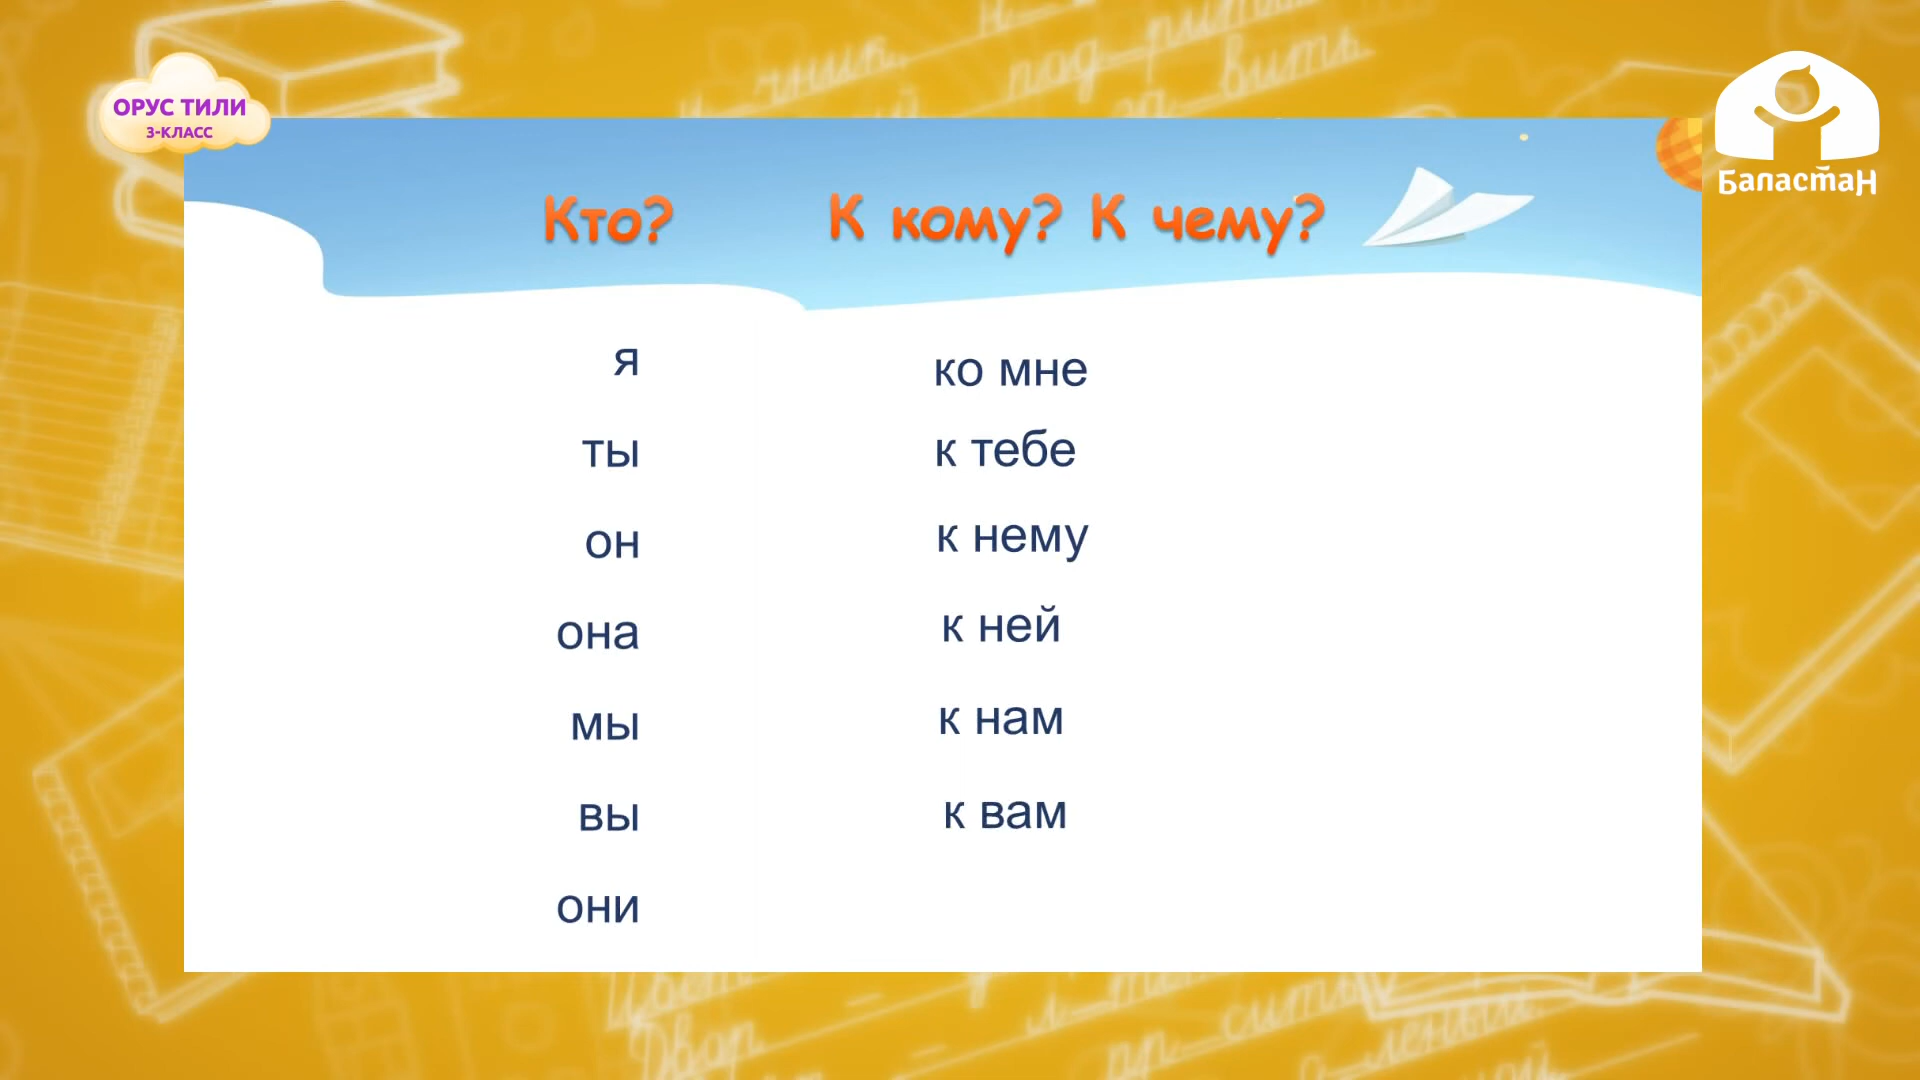 ОРУС ТИЛИ
3-КЛАСС
Баластан
Кто? К кому? К чему?
я ко мне
ты к тебе
он к нему
она к ней
мы к нам
вы к вам
они